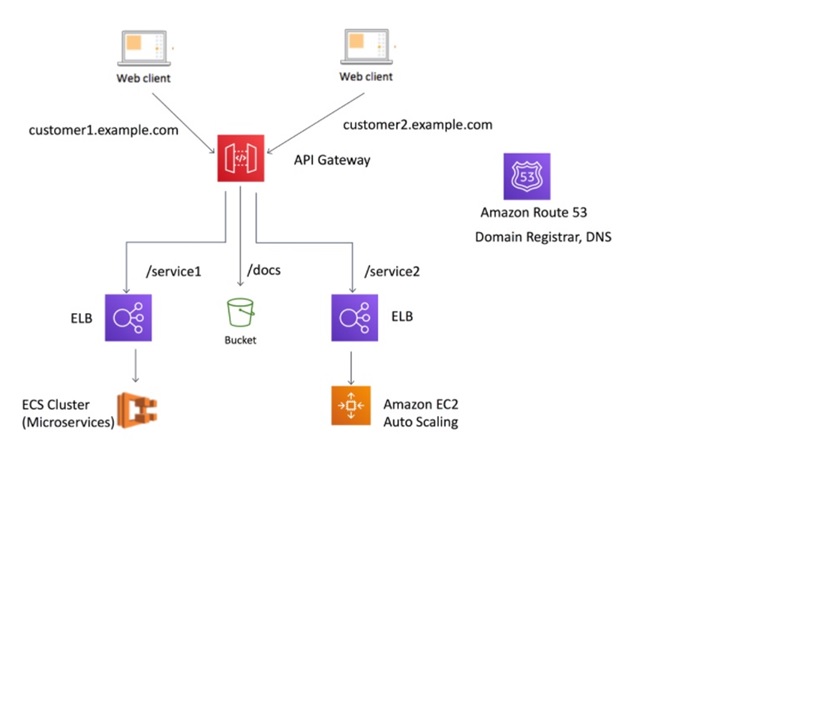 Web client
Web client
customer1.example.com
customer2.example.com
API Gateway
53
Amazon Route 53
Domain Registrar, DNS
/service1
/docs
/service2
ELB
ELB
Bucket
ECS Cluster
(Microservices)
Amazon EC2
Auto Scaling